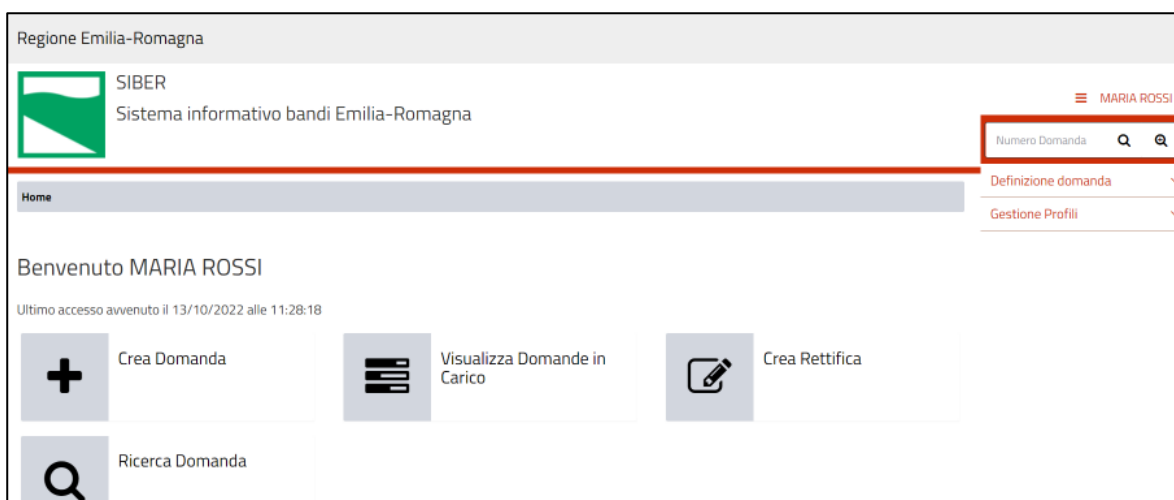 Regione Emilia-Romagna
SIBER
Sistema informativo bandi Emilia-Romagna
MARIA ROSSI
Numero Domanda
Definizione domanda
Gestione Profili
Home
Benvenuto MARIA ROSSI
Ultimo accesso avvenuto il 13/10/2022 alle 11:28:18
Crea Domanda
Visualizza Domande in
Carico
Crea Rettifica
Ricerca Domanda